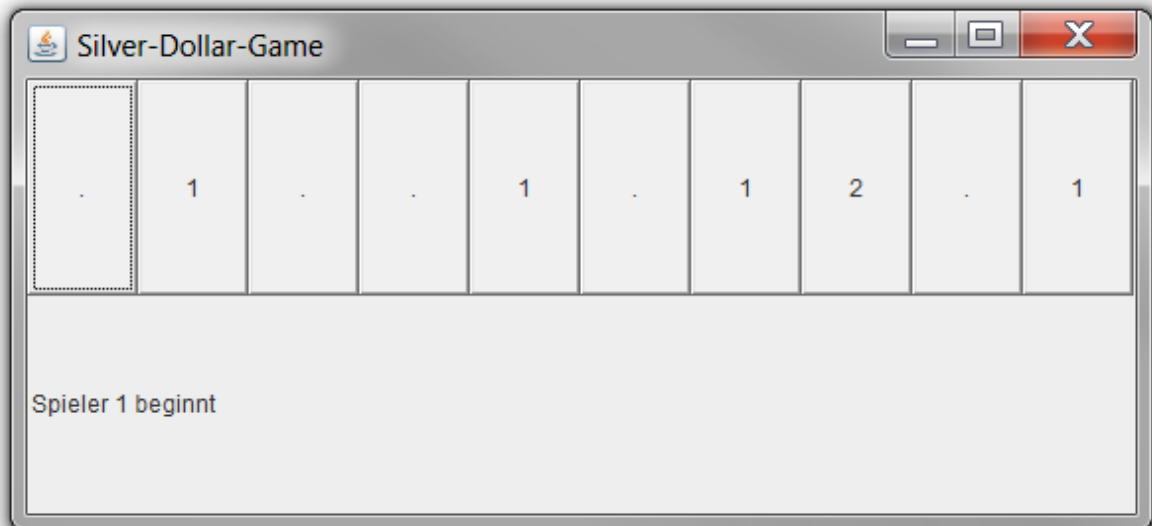 Silver-Dollar-Game
. 1 . . 1 . 1 2 . 1
Spieler 1 beginnt